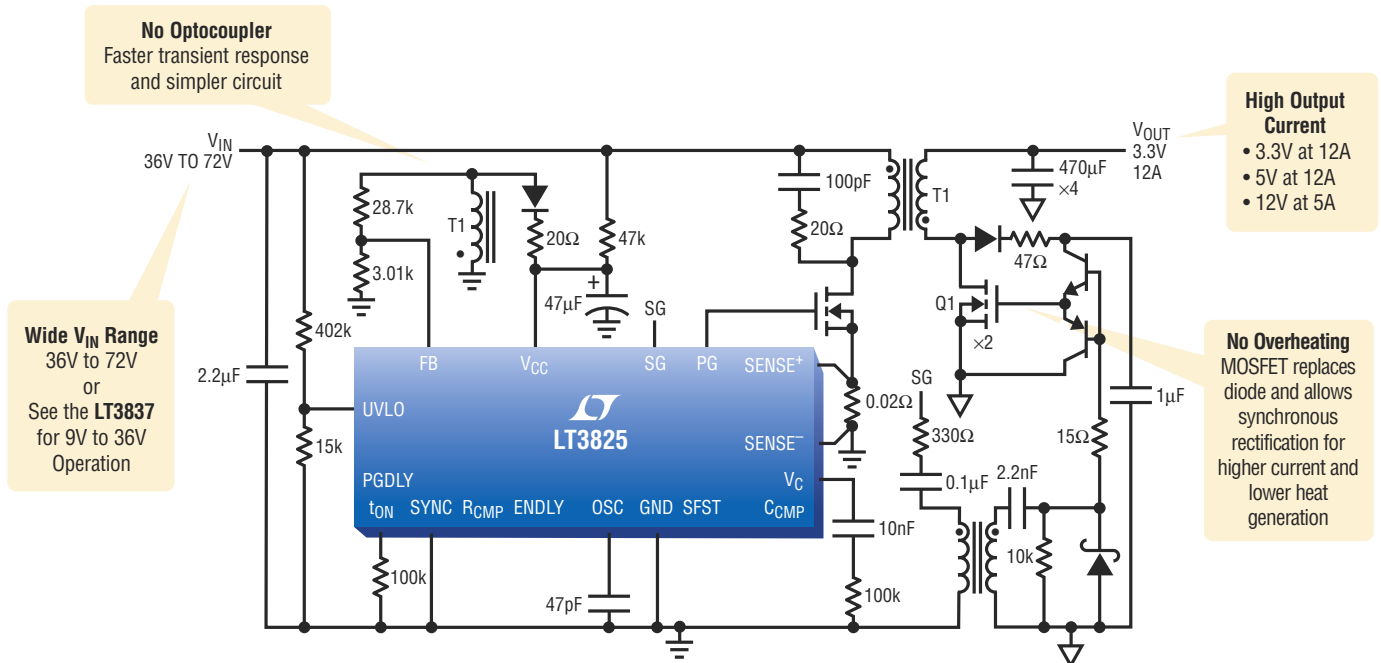 No Optocoupler
Faster transient response
and simpler circuit
High Output
Current
• 3.3V at 12A
• 5V at 12A
• 12V at 5A
VIN
36V TO 72V
VOUT
3.3V
12A
28.7k
T1
20Ω
47k
100pF
20Ω
T1
470µF
×4
3.01k
47µF
+
SG
47Ω
Q1
×2
Wide VIN Range
36V to 72V
or
See the LT3837
for 9V to 36V
Operation
402k
2.2µF
15k
No Overheating
MOSFET replaces
diode and allows
synchronous
rectification for
higher current and
lower heat
generation
FB
VCC
SG
PG
SENSE+
UVLO
LT3825
SENSE–
VC
PGDLY
tON
SYNC
RCMP
ENDLY
OSC
GND
SFST
CCMP
0.02Ω
SG
330Ω
0.1µF
2.2nF
15Ω
1µF
10k
10nF
100k
100k
47pF